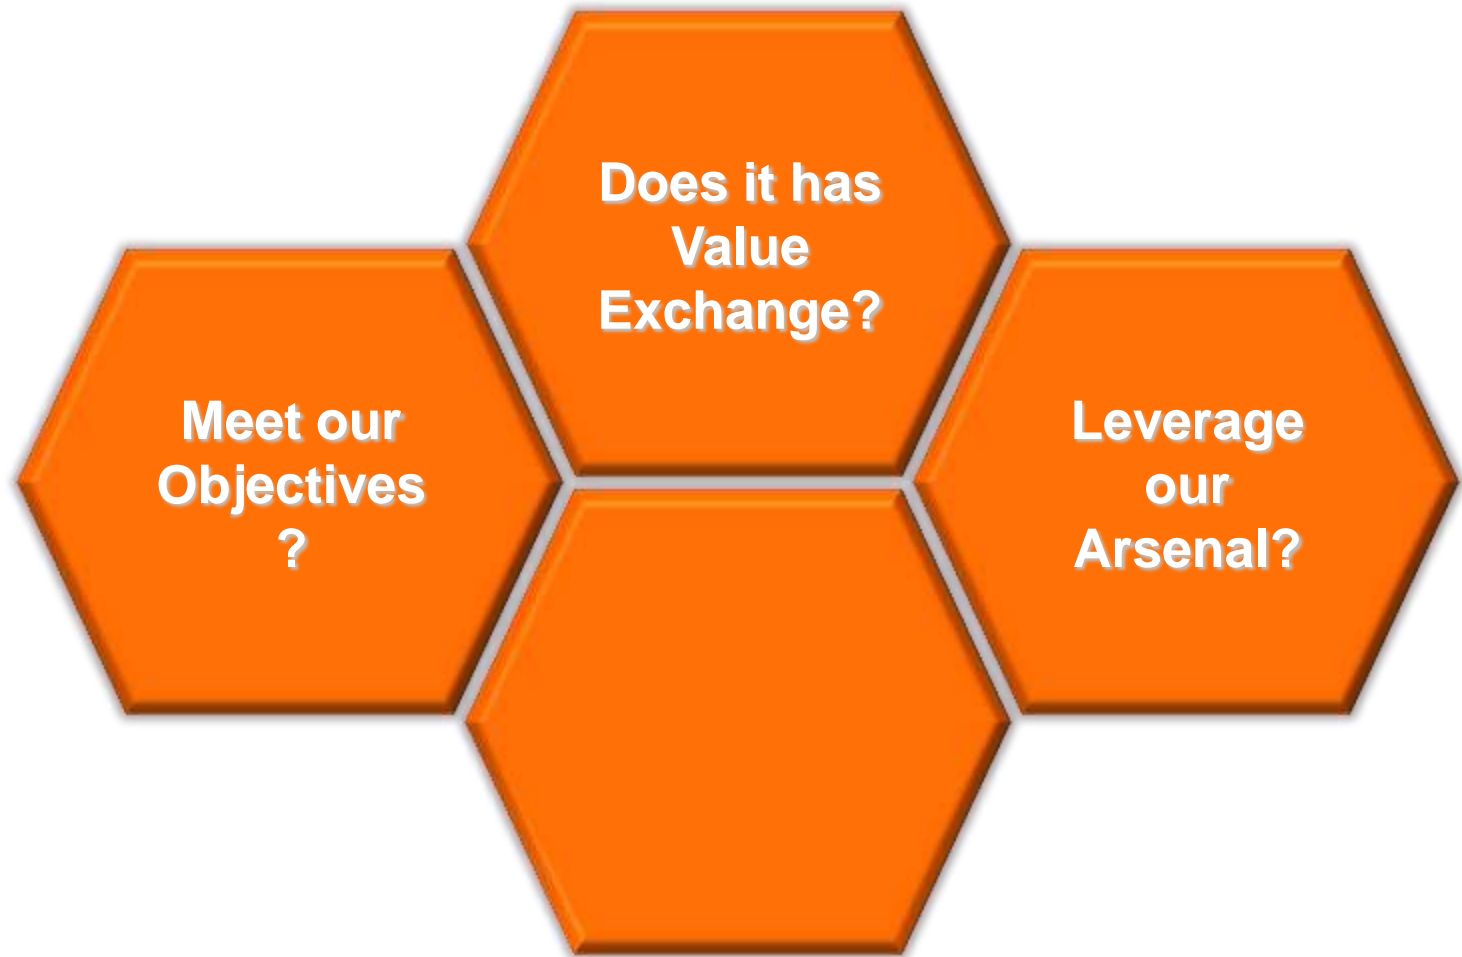 Does it has
Value
Exchange?
Meet our
Objectives
?
Leverage
our
Arsenal?